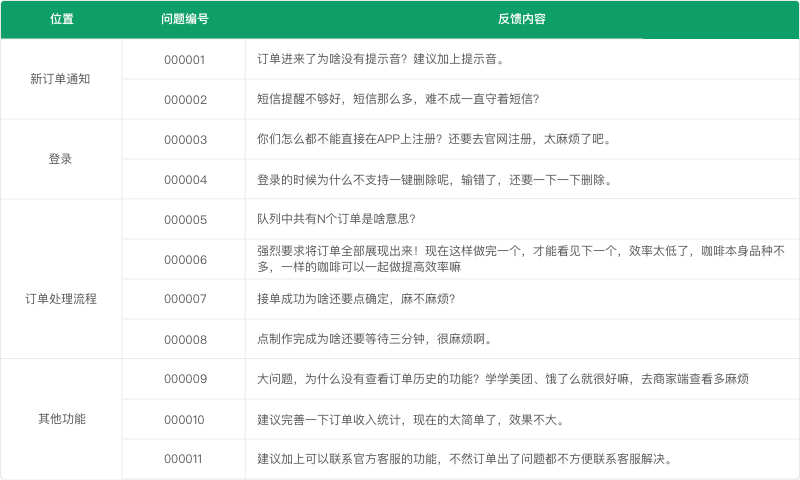 位置 问题编号 反馈内容
新订单通知
000001 订单进来了为啥没有提示音？建议加上提示音。
000002 短信提醒不够好，短信那么多，难不成一直守着短信？
登录
000003 你们怎么都不能直接在APP上注册？还要去官网注册，太麻烦了吧。
000004 登录的时候为什么不支持一键删除呢，输错了，还要一下一下删除。
订单处理流程
000005 队列中共有N个订单是啥意思？
000006 强烈要求将订单全部展现出来！现在这样做完一个，才能看见下一个，效率太低了，咖啡本身品种不
多，一样的咖啡可以一起做提高效率嘛
000007 接单成功为啥还要点确定，麻不麻烦？
000008 点制作完成为啥还要等待三分钟，很麻烦啊。
其他功能
000009 大问题，为什么没有查看订单历史的功能？学学美团、饿了么就很好嘛，去商家端查看多麻烦
000010 建议完善一下订单收入统计，现在的太简单了，效果不大。
000011 建议加上可以联系官方客服的功能，不然订单出了问题都不方便联系客服解决。